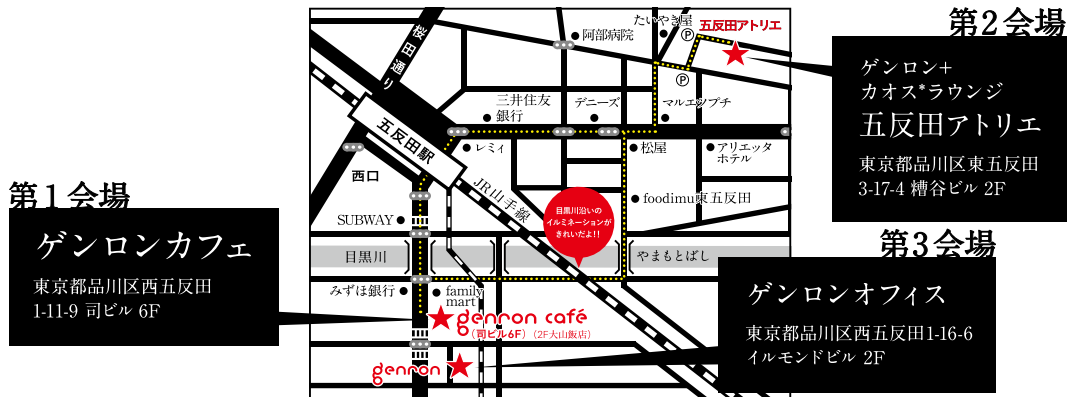 第2会場
ゲンロン+
カオス*ラウンジ
五反田アトリエ
東京都品川区東五反田
3-17-4 糟谷ビル 2F
第1会場
ゲンロンカフェ
東京都品川区西五反田
1-11-9 司ビル 6F
第3会場
ゲンロンオフィス
東京都品川区西五反田1-16-6
イルモンドビル 2F
桜田通り
たいやき屋
五反田アトリエ
P
阿部病院
P
三井住友
銀行
デニーズ
マルエツプチ
五反田駅
西口
レミィ
松屋
アリエッタ
ホテル
JR山手線
foodimu東五反田
SUBWAY
目黒川沿いの
イルミネーションが
きれいだよ!!
目黒川
やまもとばし
みずほ銀行
family
mart
genron café
(司ビル6F)(2F大山飯店)
genron